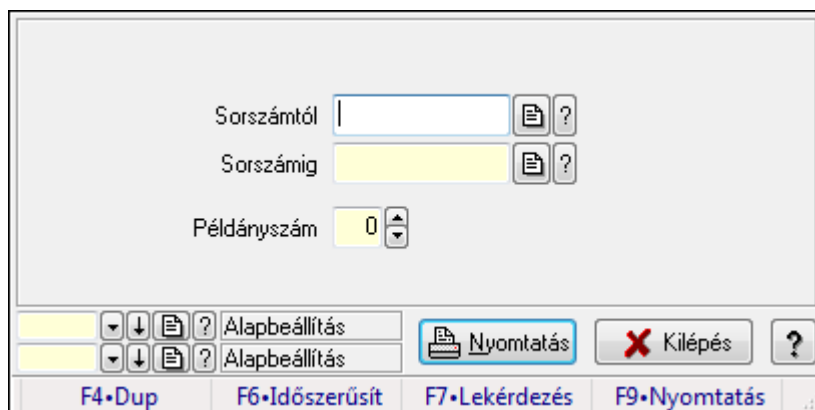 Sorszámtól ?
Sorszámig ?
Példányszám 0
? Alapbeállítás
? Alapbeállítás
Nyomtatás Kilépés ?
F4•Dup F6•Időszerűsít F7•Lekérdezés F9•Nyomtatás